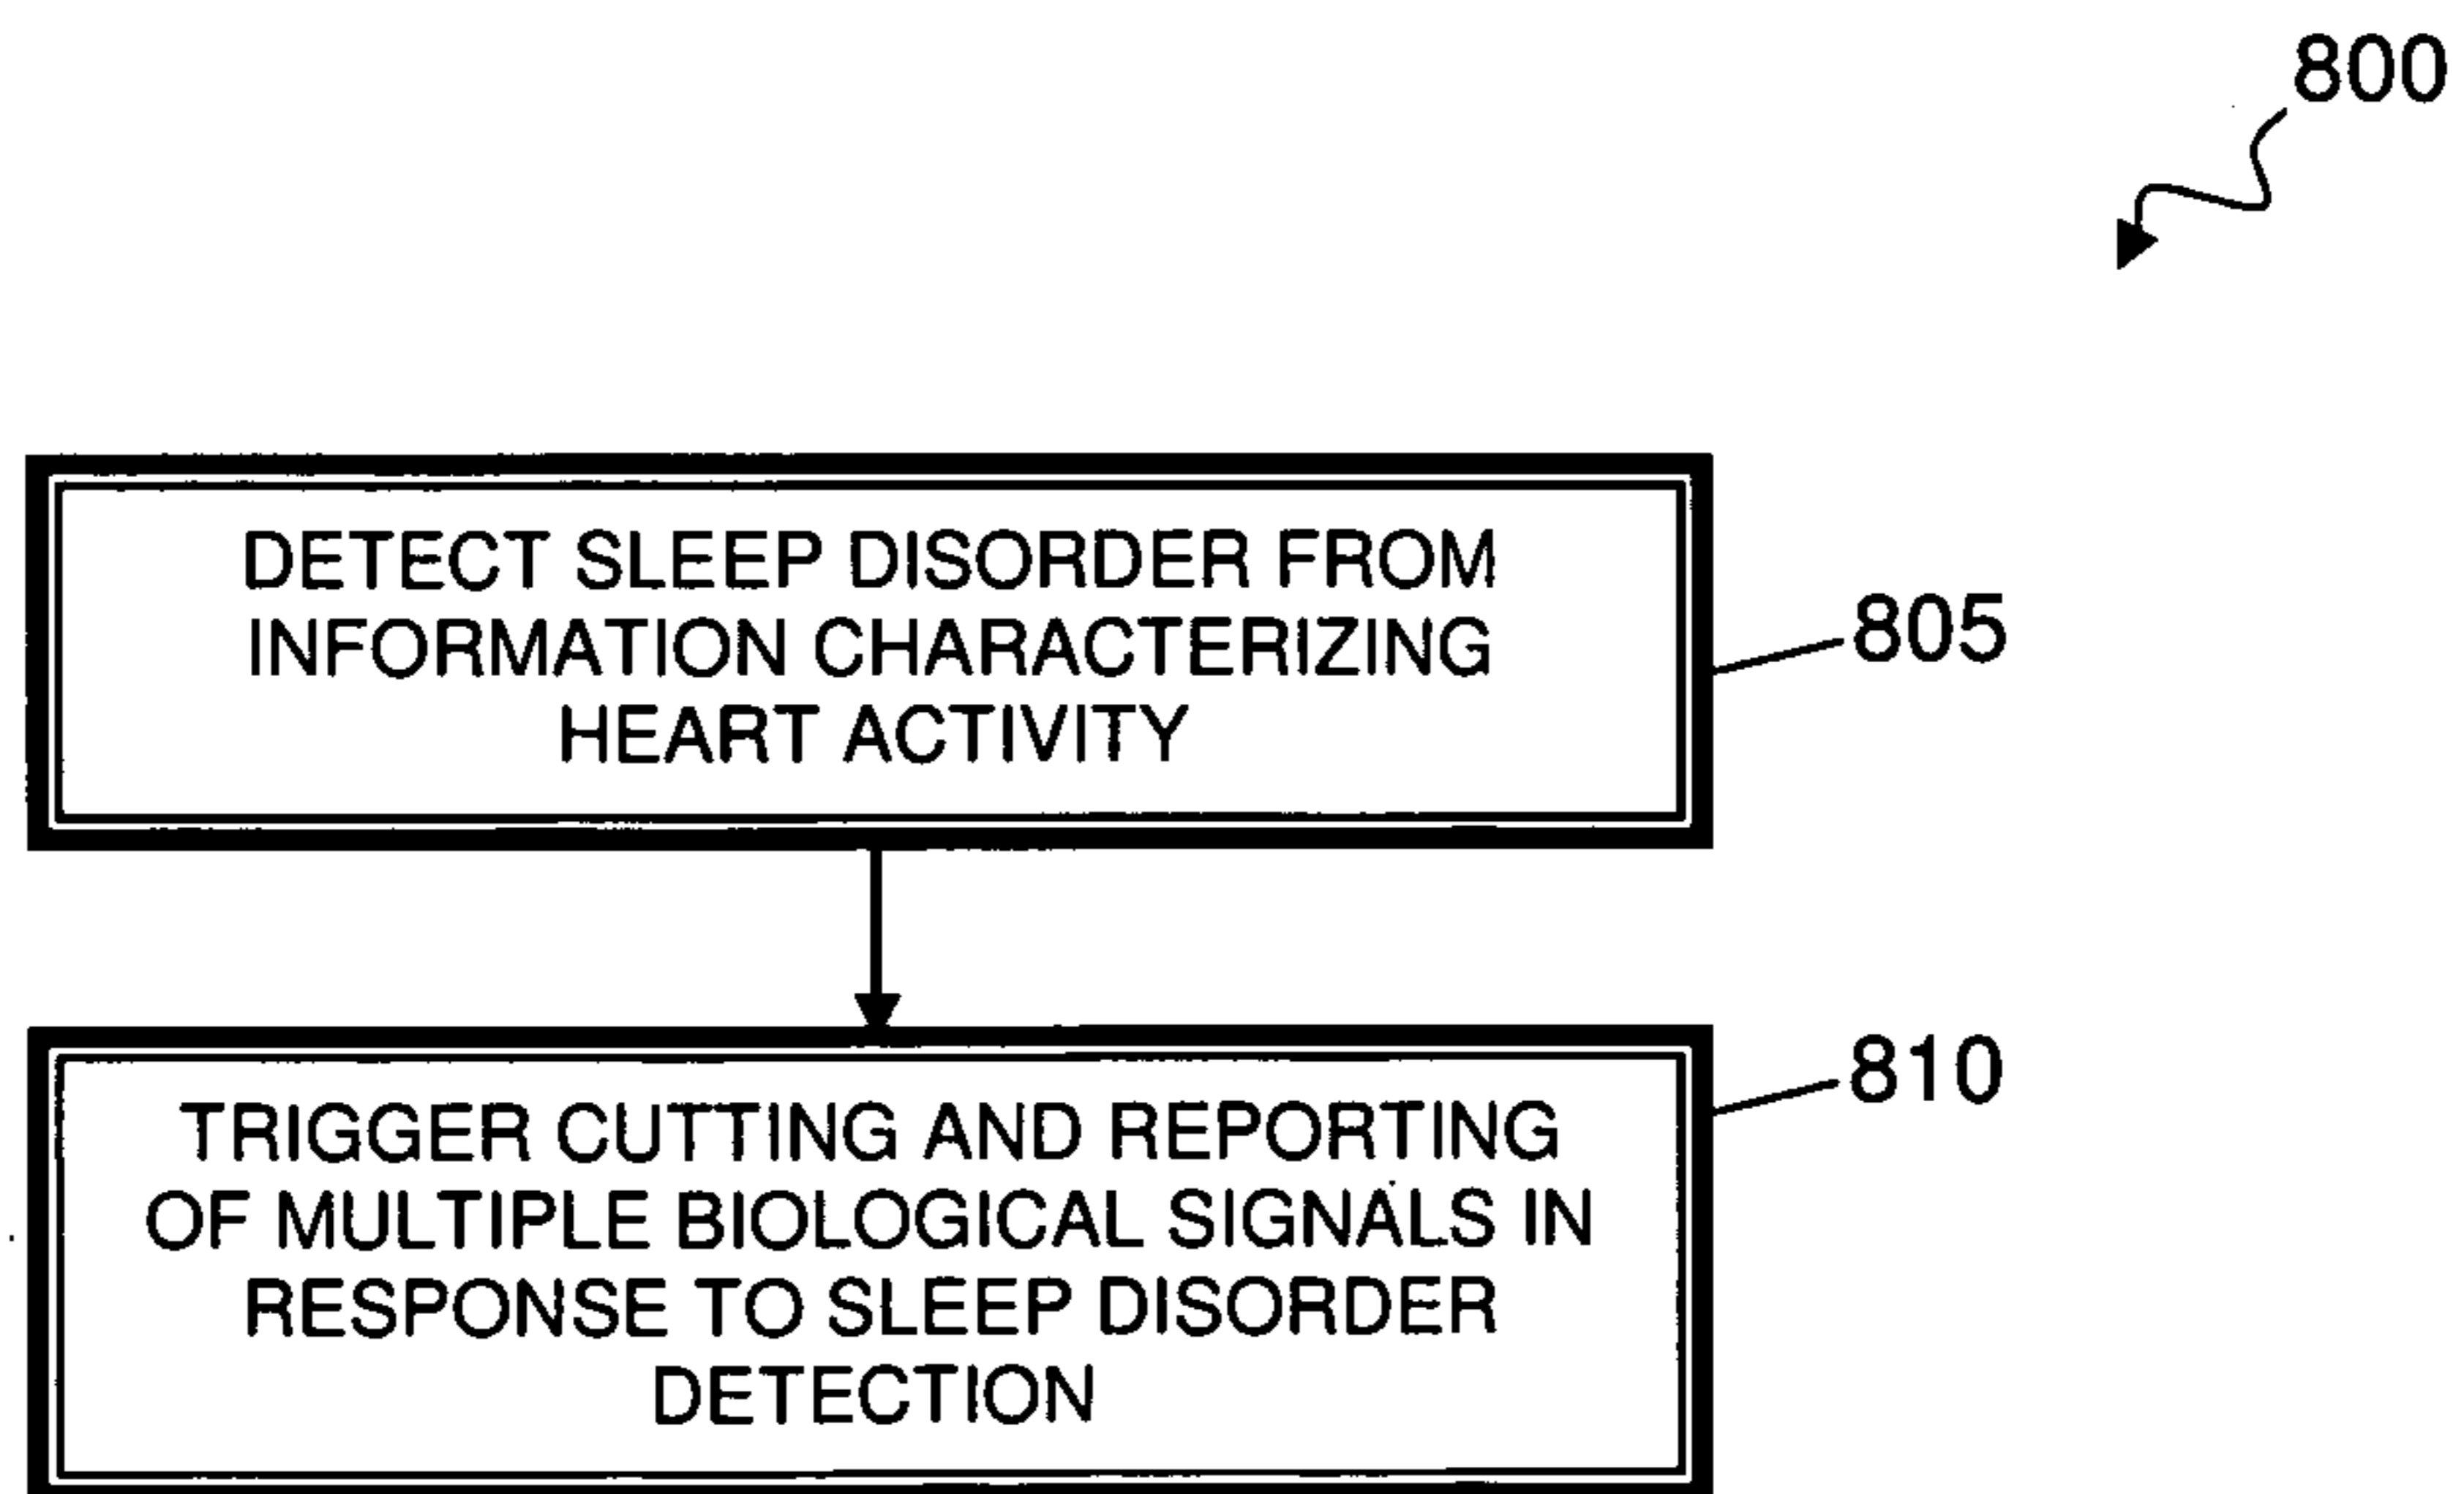 800
DETECT SLEEP DISORDER FROM
INFORMATION CHARACTERIZING
HEART ACTIVITY
805
TRIGGER CUTTING AND REPORTING
OF MULTIPLE BIOLOGICAL SIGNALS IN
RESPONSE TO SLEEP DISORDER
DETECTION
810